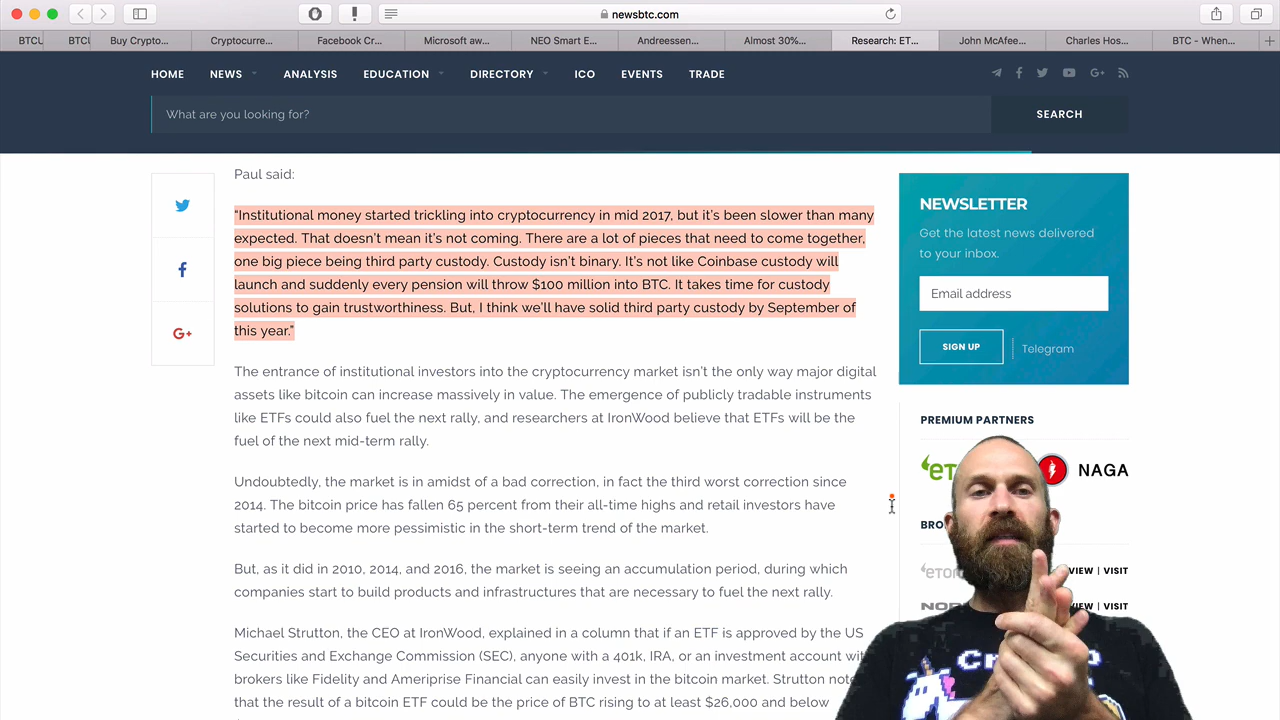 newsbtc.com
BTCU
BTCU
Buy Crypto...
Cryptocurre...
Facebook Cr...
Microsoft aw...
NEO Smart E...
Andreessen...
Almost 30%...
Research: ET...
John McAfee...
Charles Hos...
BTC - When...
HOME NEWS ANALYSIS EDUCATION DIRECTORY ICO EVENTS TRADE
What are you looking for?
SEARCH
Paul said:
“Institutional money started trickling into cryptocurrency in mid 2017, but it’s been slower than many
expected. That doesn’t mean it’s not coming. There are a lot of pieces that need to come together,
one big piece being third party custody. Custody isn’t binary. It’s not like Coinbase custody will
launch and suddenly every pension will throw $100 million into BTC. It takes time for custody
solutions to gain trustworthiness. But, I think we’ll have solid third party custody by September of
this year.”
The entrance of institutional investors into the cryptocurrency market isn’t the only way major digital
assets like bitcoin can increase massively in value. The emergence of publicly tradable instruments
like ETFs could also fuel the next rally, and researchers at IronWood believe that ETFs will be the
fuel of the next mid-term rally.
Undoubtedly, the market is in amidst of a bad correction, in fact the third worst correction since
2014. The bitcoin price has fallen 65 percent from their all-time highs and retail investors have
started to become more pessimistic in the short-term trend of the market.
But, as it did in 2010, 2014, and 2016, the market is seeing an accumulation period, during which
companies start to build products and infrastructures that are necessary to fuel the next rally.
Michael Strutton, the CEO at IronWood, explained in a column that if an ETF is approved by the US
Securities and Exchange Commission (SEC), anyone with a 401k, IRA, or an investment account wit
brokers like Fidelity and Ameriprise Financial can easily invest in the bitcoin market. Strutton note
that the result of a bitcoin ETF could be the price of BTC rising to at least $26,000 and below
NEWSLETTER
Get the latest news delivered
to your inbox.
Email address
SIGN UP
Telegram
PREMIUM PARTNERS
NAGA
BRO
VIEW | VISIT
VIEW | VISIT